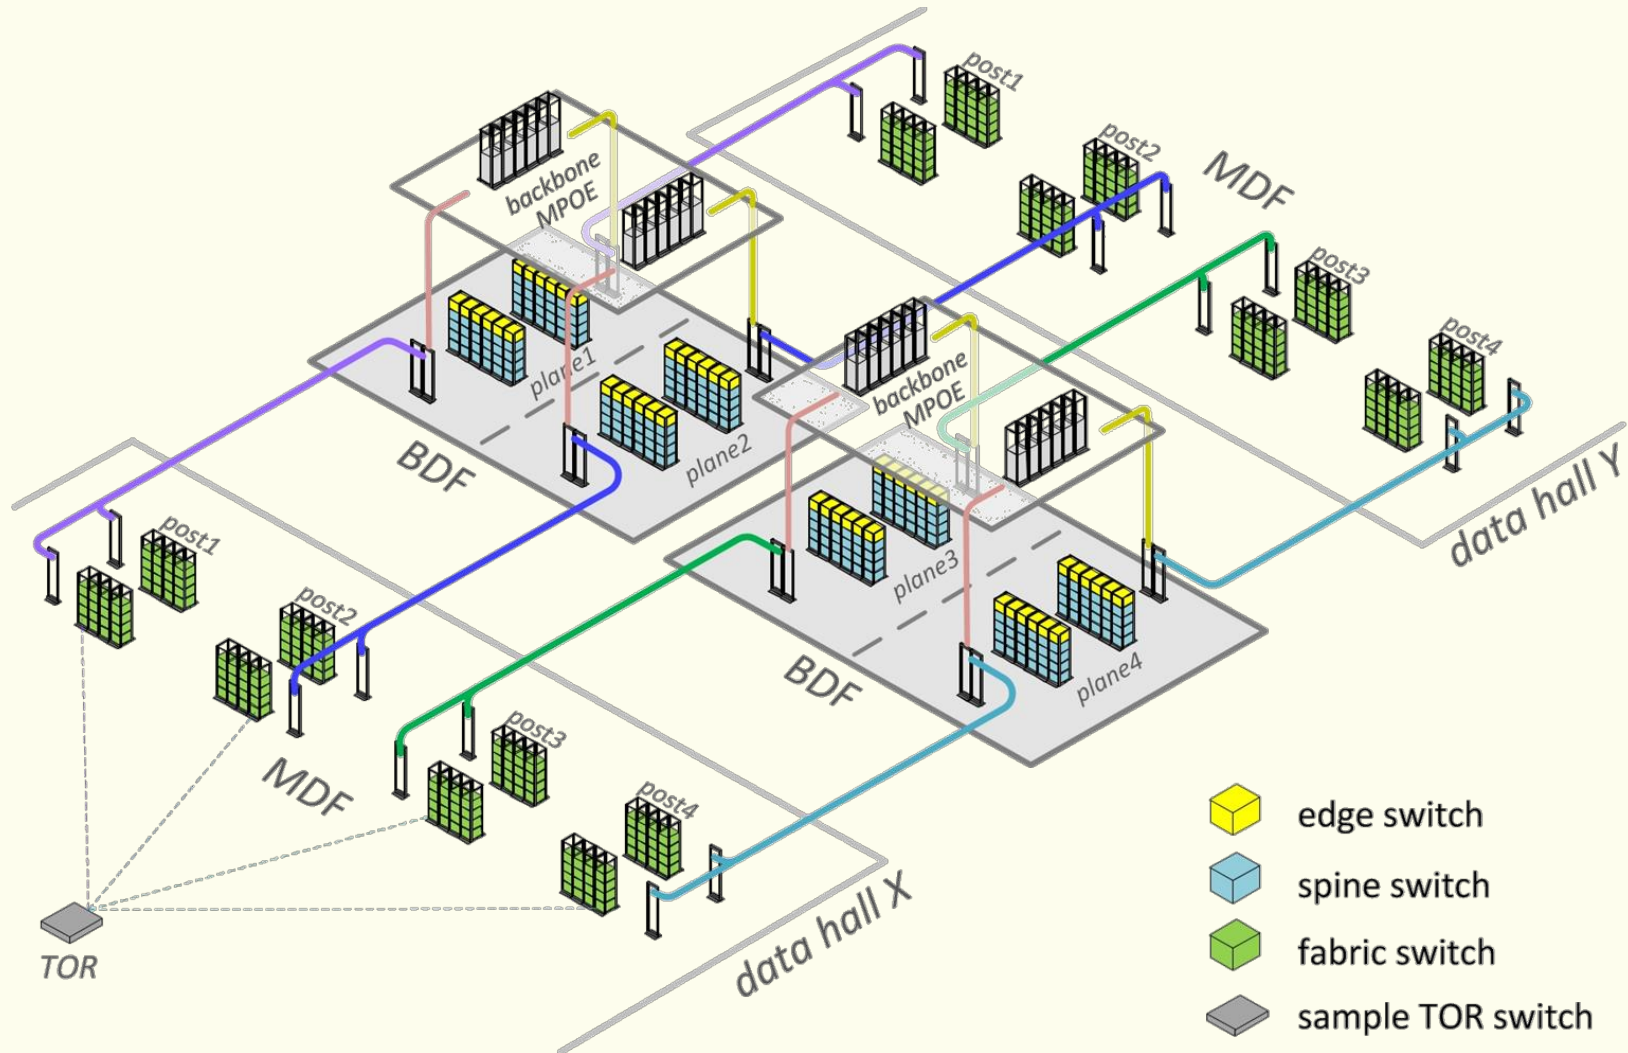 post1
post2
MDF
backbone
MPOE
post3
post4
plane1
backbone
MPOE
plane2
BDF
data hall Y
post1
plane3
post2
BDF
plane4
post3
MDF
post4
data hall X
TOR
edge switch
spine switch
fabric switch
sample TOR switch